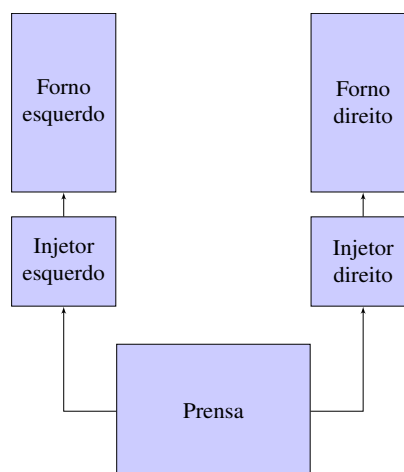 Forno
esquerdo
Forno
direito
Injetor
esquerdo
Injetor
direito
Prensa